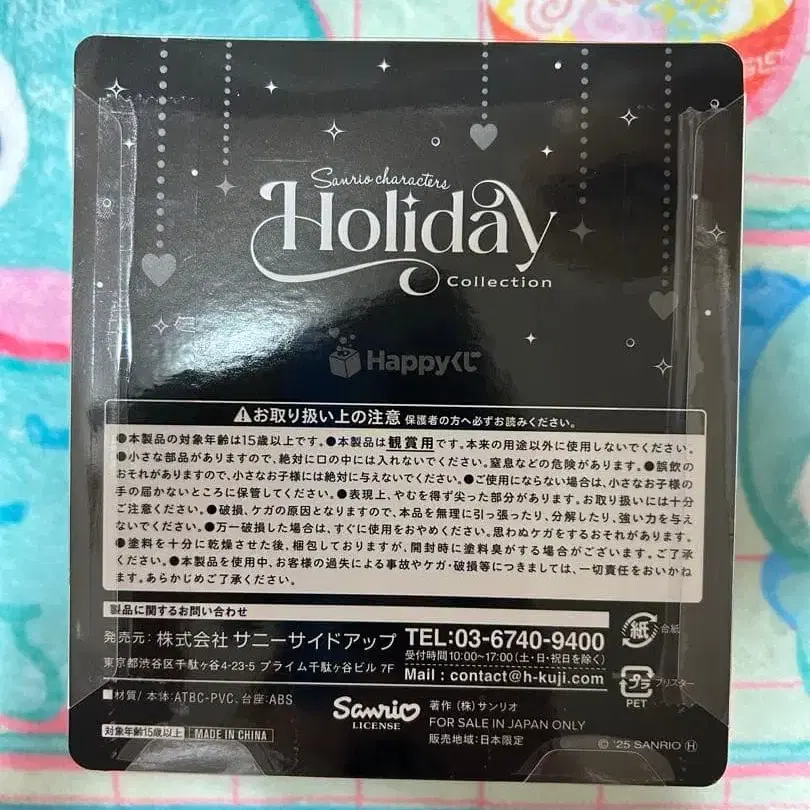 Sanrio characters
Holiday
Collection
Happyくじ
⚠お取り扱い上の注意 保護者の方へ必ずお読みください。
●本製品の対象年齢は15歳以上です。●本製品は観賞用です。本来の用途以外に使用しないでください。
●小さな部品がありますので、絶対に口の中には入れないでください。窒息などの危険があります。●誤飲の
おそれがありますので、小さなお子様には絶対に与えないでください。●ご使用にならない場合は、小さなお子様の
手の届かないところに保管してください。●表現上、やむを得ず尖った部分があります。お取り扱いには十分
ご注意ください。●破損、ケガの原因となりますので、本品を無理に引っ張ったり、分解したり、強い力を与え
ないでください。●万一破損した場合は、すぐに使用をおやめください。思わぬケガをするおそれがあります。
●塗料を十分に乾燥させた後、梱包しておりますが、開封時に塗料臭がする場合がございます。ご了承
ください。●本製品を使用中、お客様の過失による事故やケガ・破損等につきましては、一切責任をおいかね
ます。あらかじめご了承ください。
製品に関するお問い合わせ
発売元：株式会社 サニーサイドアップ
東京都渋谷区千駄ヶ谷4-23-5 プライム千駄ヶ谷ビル 7F
TEL:03-6740-9400
受付時間10:00~17:00(土・日・祝日を除く)
Mail : contact@h-kuji.com
紙 台紙
プラ ブリスター
PET
■材質/本体:ATBC-PVC、台座:ABS
対象年齢15歳以上 MADE IN CHINA
Sanrio
LICENSE
著作 (株)サンリオ
FOR SALE IN JAPAN ONLY
販売地域:日本限定
© '25 SANRIO Ⓗ